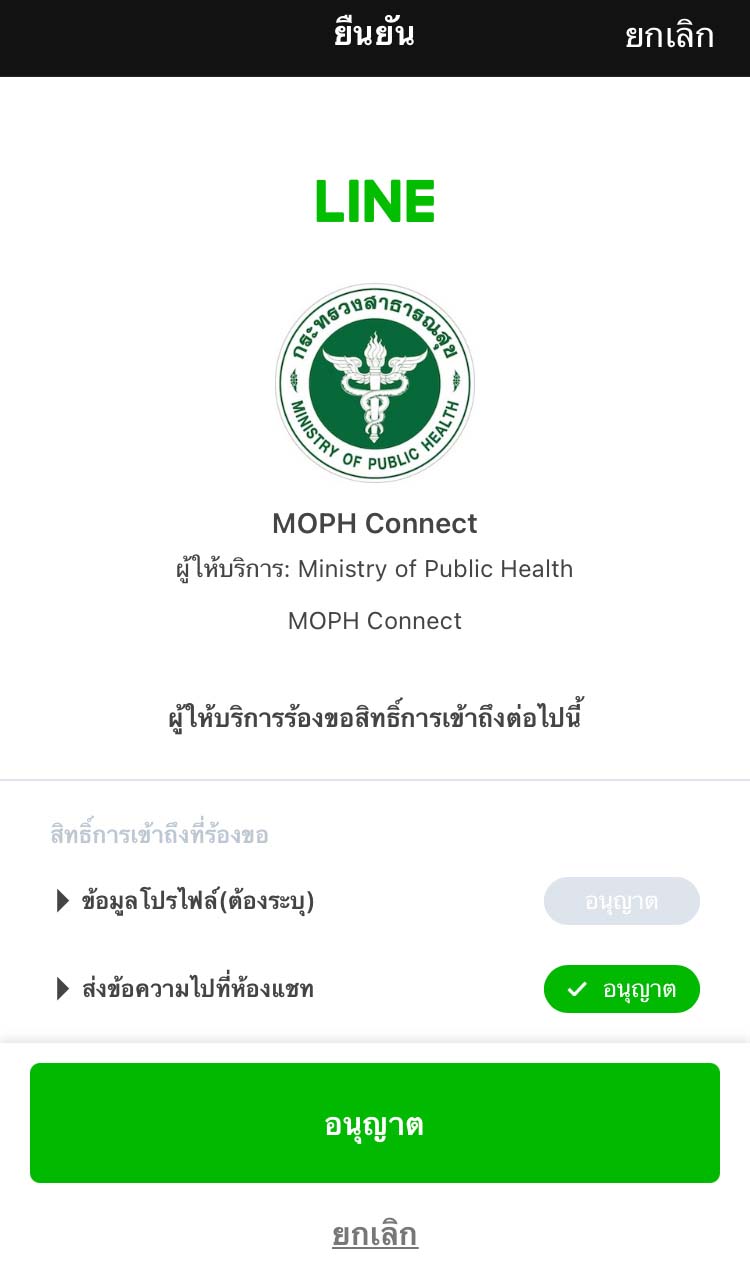 ยืนยัน
ยกเลิก
LINE
กระทรวงสาธารณสุข
MINISTRY OF PUBLIC HEALTH
MOPH Connect
ผู้ให้บริการ: Ministry of Public Health
MOPH Connect
ผู้ให้บริการร้องขอสิทธิ์การเข้าถึงต่อไปนี้
สิทธิ์การเข้าถึงที่ร้องขอ
ข้อมูลโปรไฟล์(ต้องระบุ)
อนุญาต
ส่งข้อความไปที่ห้องแชท
อนุญาต
อนุญาต
ยกเลิก